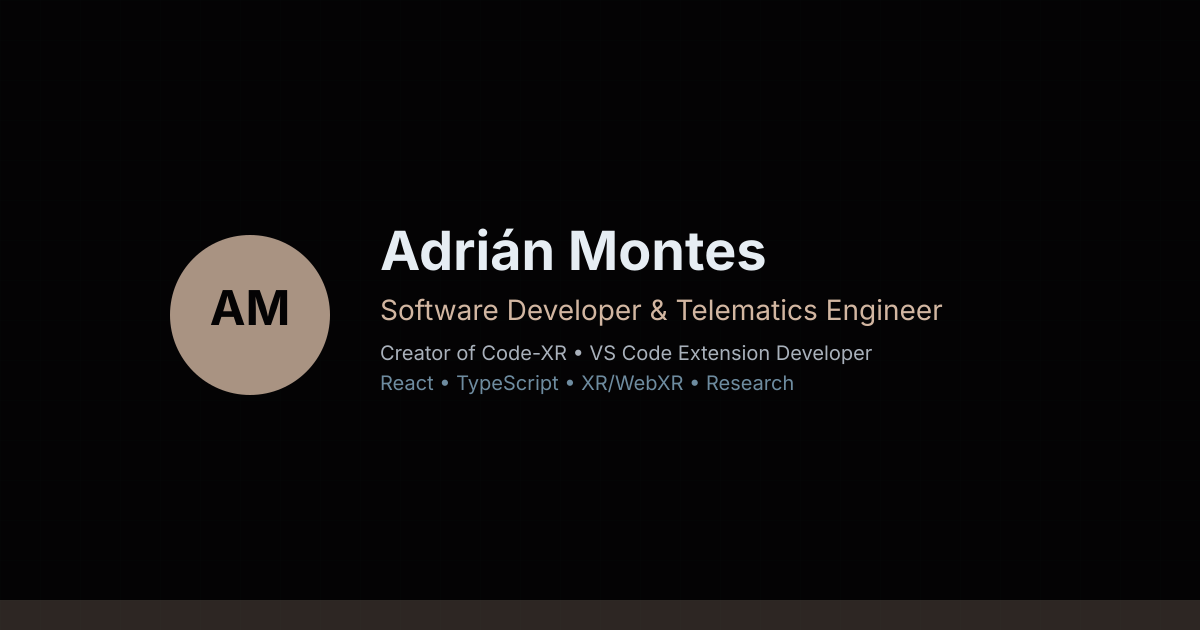 AM
Adrián Montes
Software Developer & Telematics Engineer
Creator of Code-XR • VS Code Extension Developer
React • TypeScript • XR/WebXR • Research